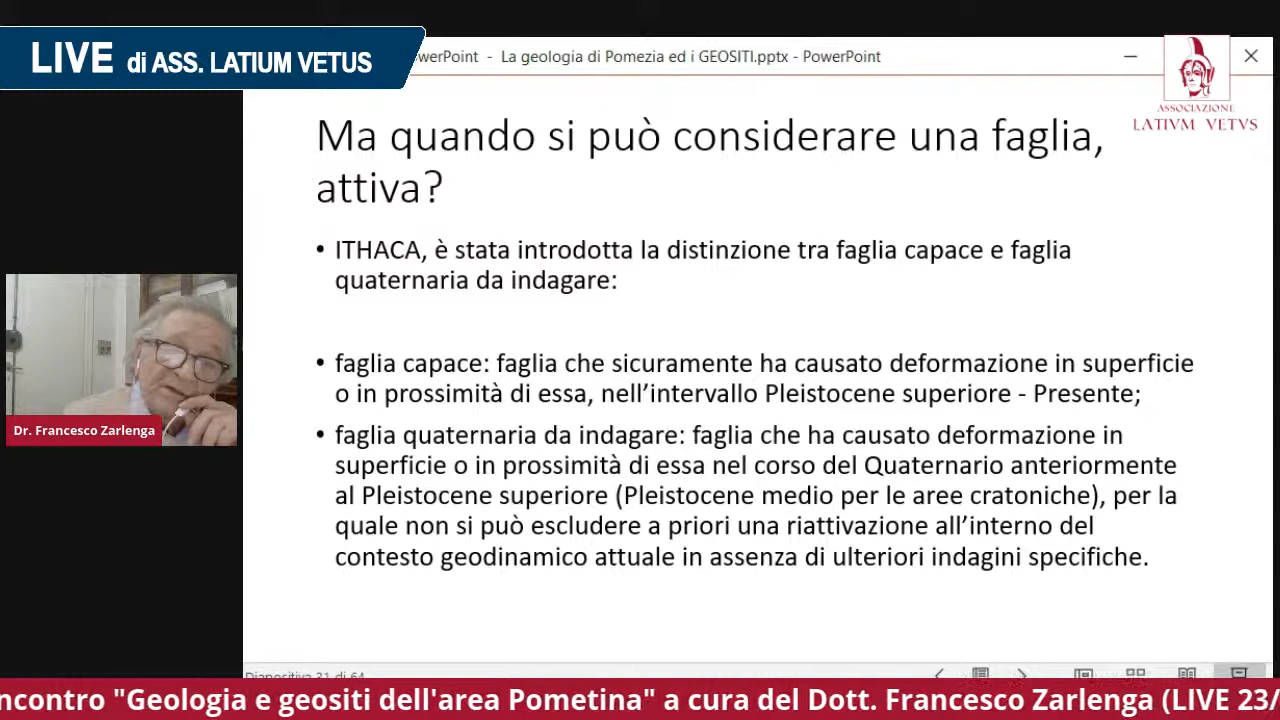 LIVE di ASS. LATIUM VETUS
werPoint - La geologia di Pomezia ed i GEOSITI.pptx - PowerPoint
ASSOCIAZIONE
LATIVM VETVS
Ma quando si può considerare una faglia,
attiva?
• ITHACA, è stata introdotta la distinzione tra faglia capace e faglia
quaternaria da indagare:
• faglia capace: faglia che sicuramente ha causato deformazione in superficie
o in prossimità di essa, nell’intervallo Pleistocene superiore - Presente;
• faglia quaternaria da indagare: faglia che ha causato deformazione in
superficie o in prossimità di essa nel corso del Quaternario anteriormente
al Pleistocene superiore (Pleistocene medio per le aree cratoniche), per la
quale non si può escludere a priori una riattivazione all’interno del
contesto geodinamico attuale in assenza di ulteriori indagini specifiche.
Dr. Francesco Zarlenga
Diapositiva 31 di 64
ncontro "Geologia e geositi dell'area Pometina" a cura del Dott. Francesco Zarlenga (LIVE 23/